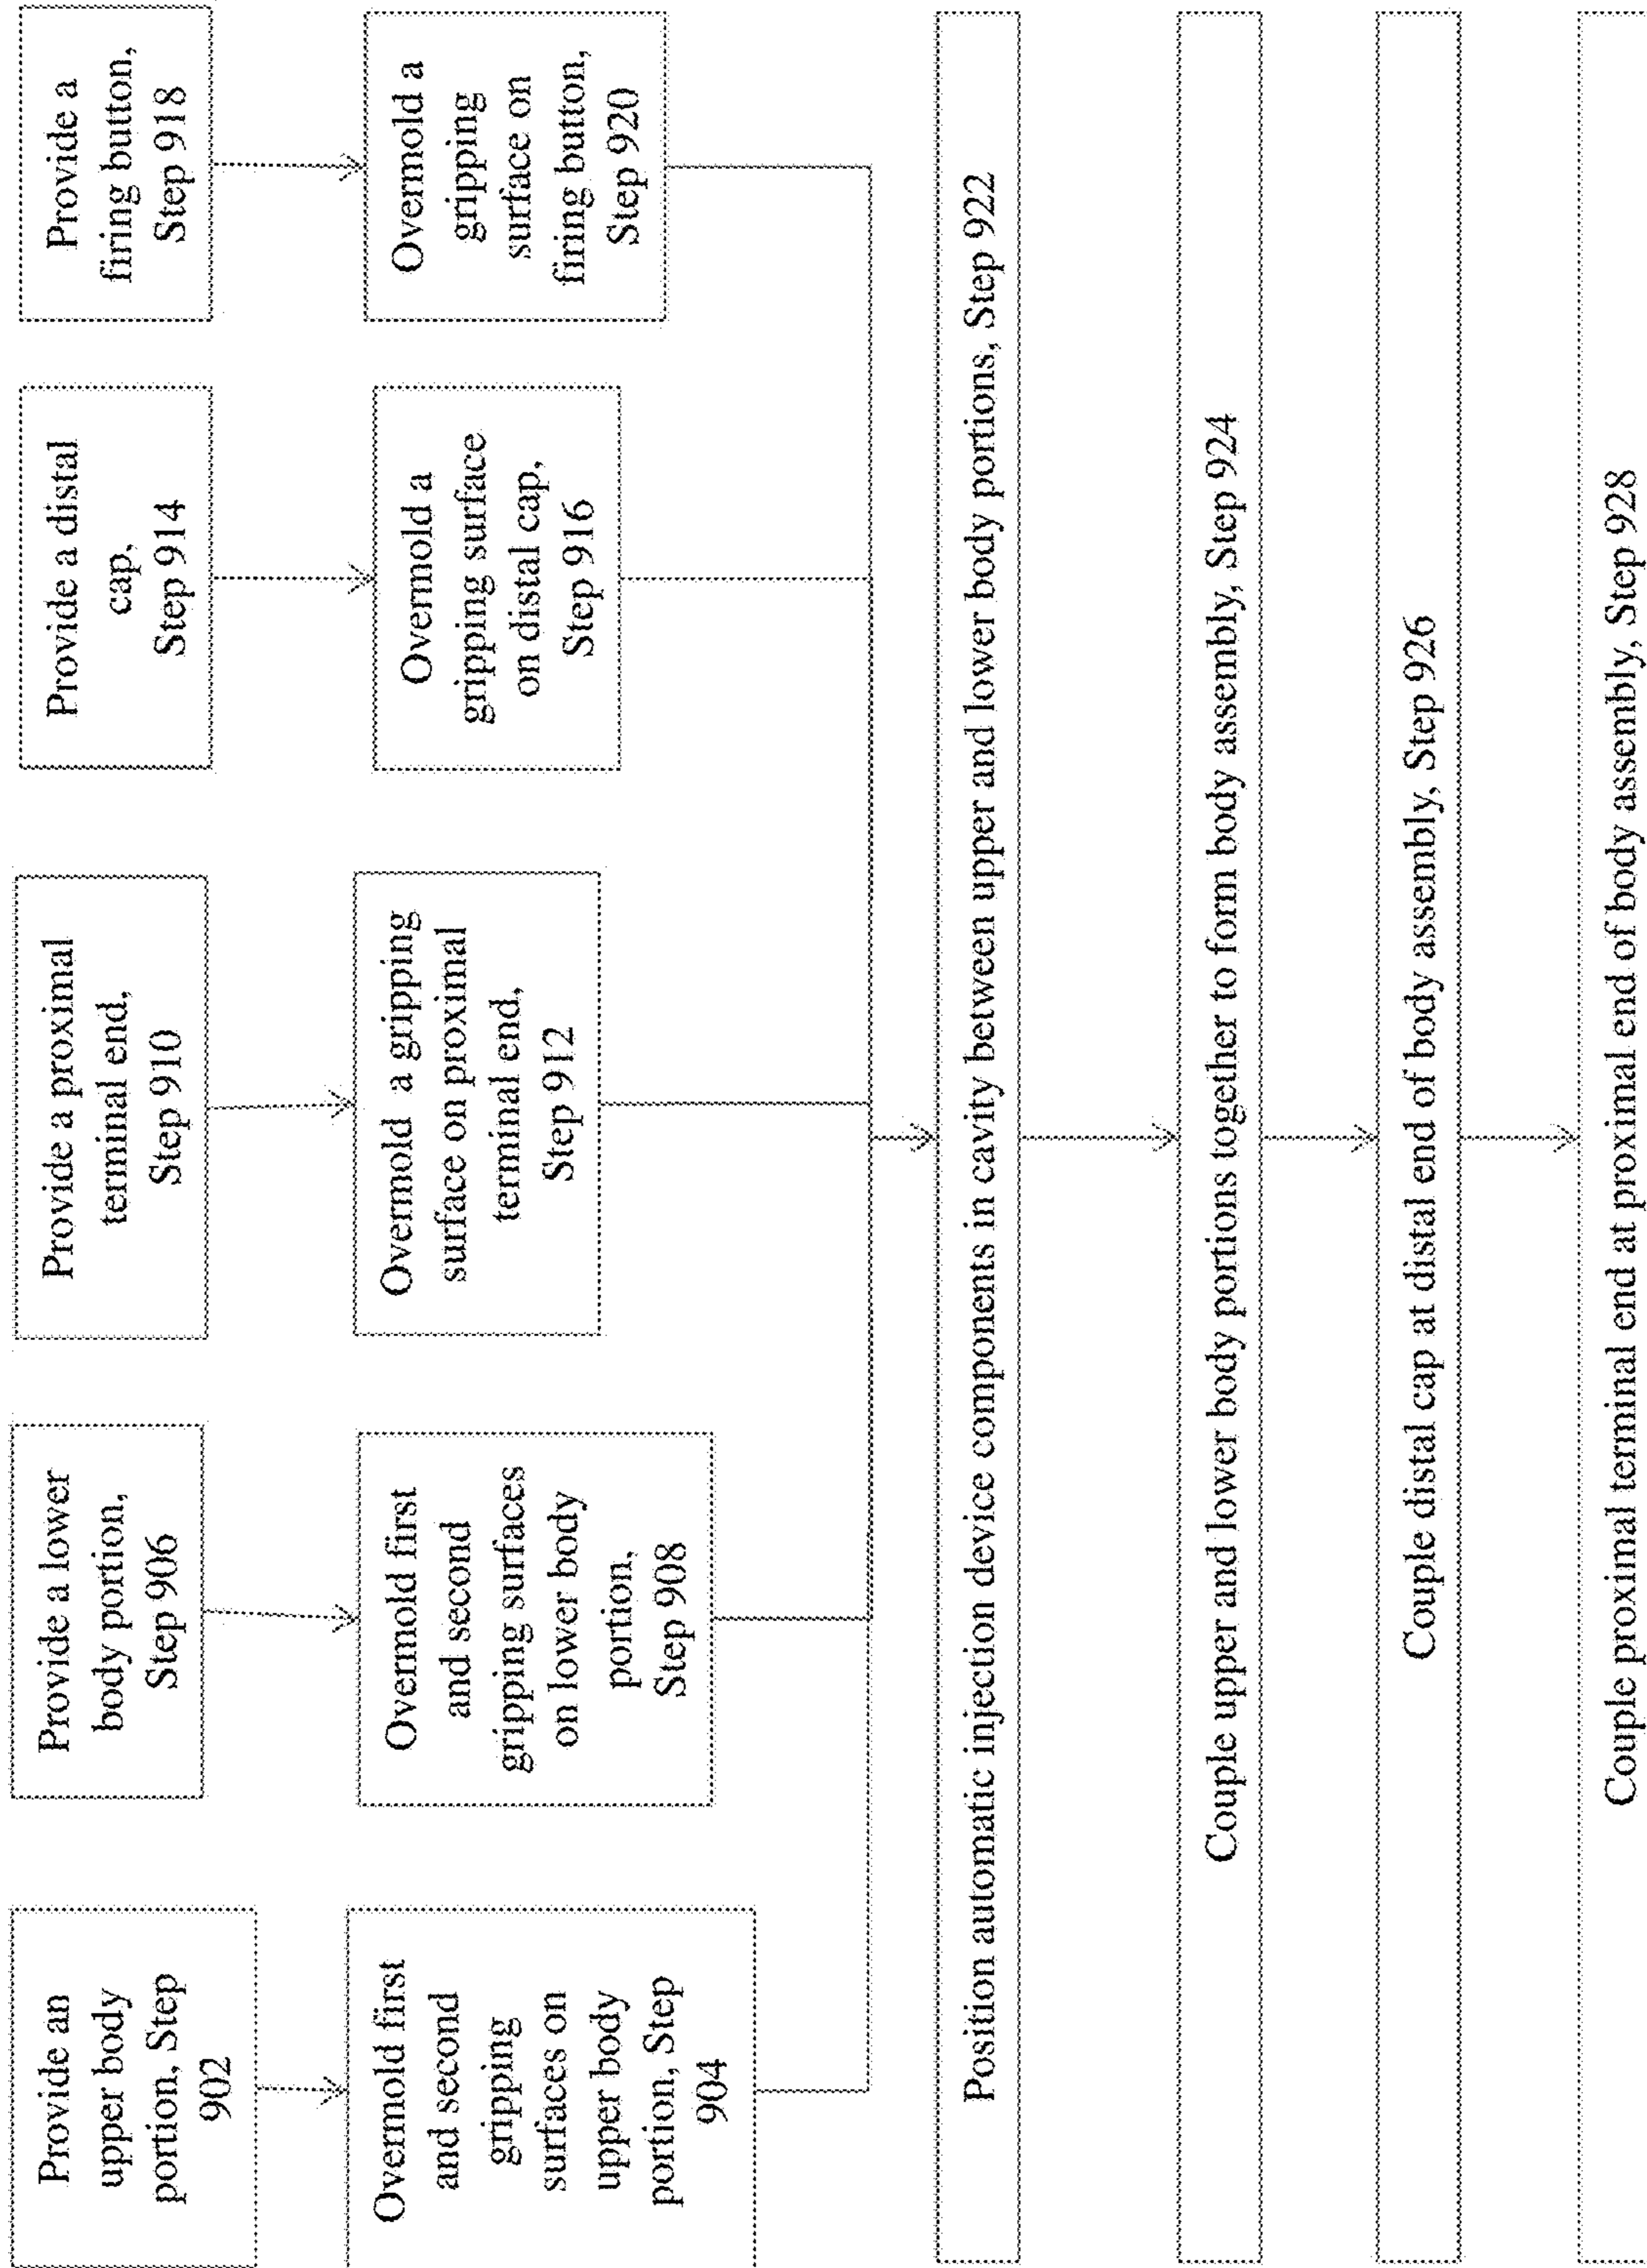 Provide an
upper body
portion, Step
902
Provide a lower
body portion,
Step 906
Provide a proximal
terminal end,
Step 910
Provide a distal
cap,
Step 914
Provide a
firing button,
Step 918
Overmold first
and second
gripping
surfaces on
upper body
portion, Step
904
Overmold first
and second
gripping surfaces
on lower body
portion,
Step 908
Overmold a gripping
surface on proximal
terminal end,
Step 912
Overmold a
gripping surface
on distal cap,
Step 916
Overmold a
gripping
surface on
firing button,
Step 920
Position automatic injection device components in cavity between upper and lower body portions, Step 922
Couple upper and lower body portions together to form body assembly, Step 924
Couple distal cap at distal end of body assembly, Step 926
Couple proximal terminal end at proximal end of body assembly, Step 928